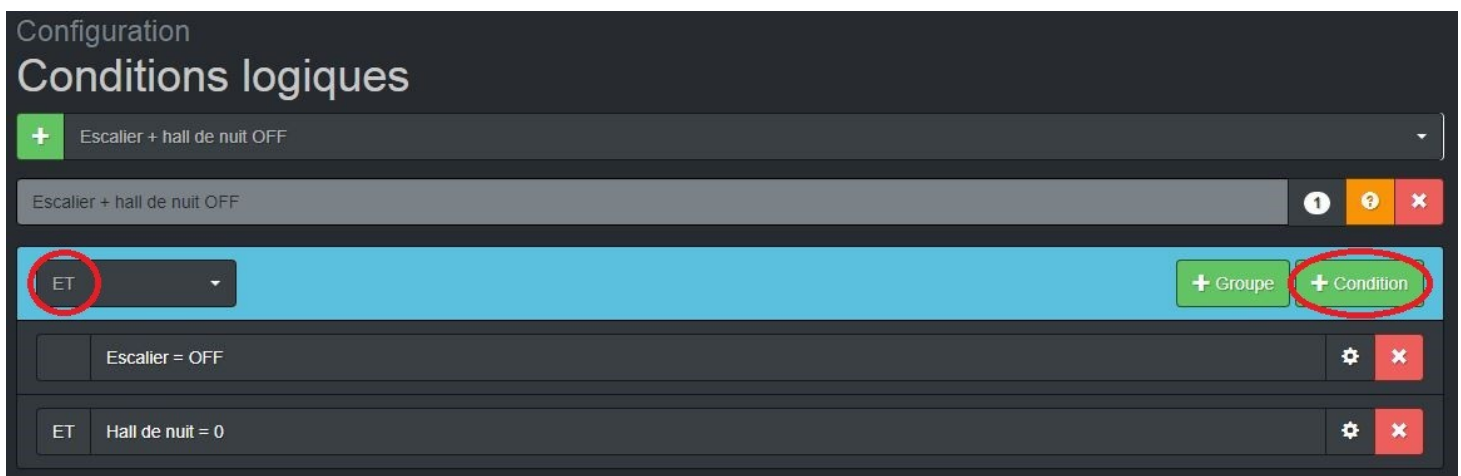 Configuration
Conditions logiques
+ Escalier + hall de nuit OFF
Escalier + hall de nuit OFF 1 ? ×
ET + Groupe + Condition
Escalier = OFF ×
ET Hall de nuit = 0 ×